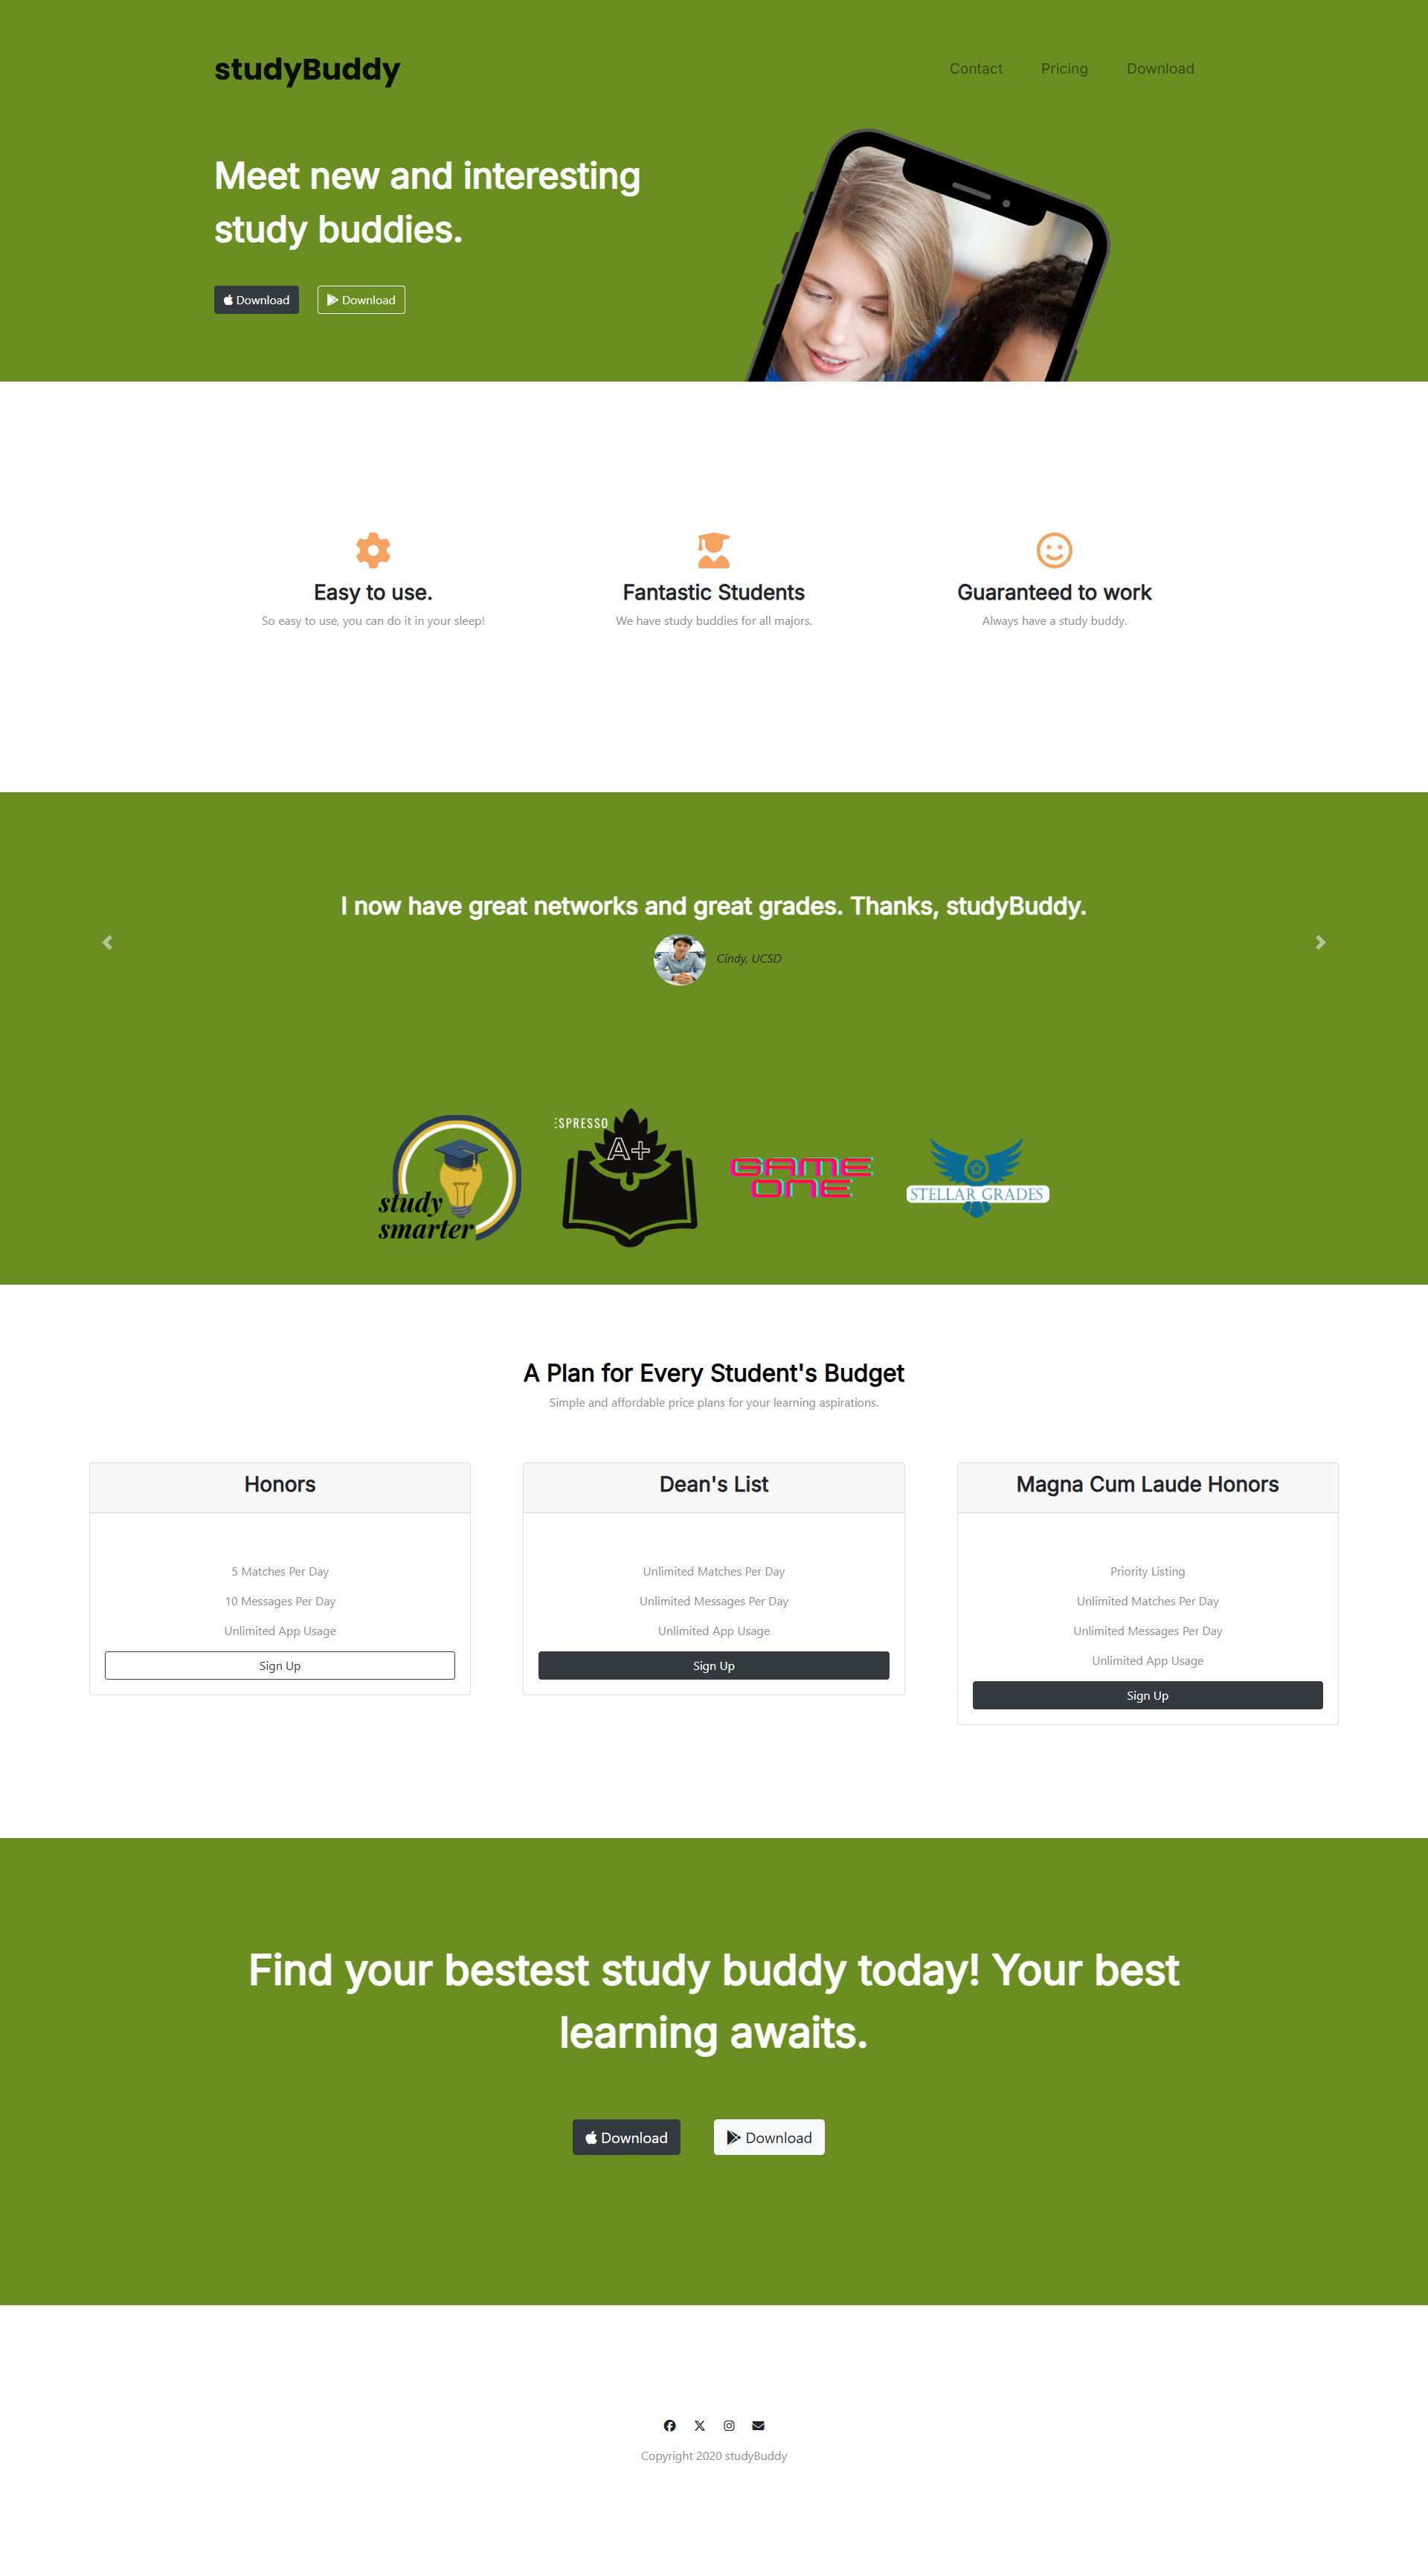 studyBuddy
Contact Pricing Download
Meet new and interesting
study buddies.
Download Download
Easy to use.
So easy to use, you can do it in your sleep!
Fantastic Students
We have study buddies for all majors.
Guaranteed to work
Always have a study buddy.
I now have great networks and great grades. Thanks, studyBuddy.
Cindy, UCSD
study
smarter
ESPRESSO
A+
GAME
ONE
STELLAR GRADES
A Plan for Every Student's Budget
Simple and affordable price plans for your learning aspirations.
Honors
5 Matches Per Day
10 Messages Per Day
Unlimited App Usage
Sign Up
Dean's List
Unlimited Matches Per Day
Unlimited Messages Per Day
Unlimited App Usage
Sign Up
Magna Cum Laude Honors
Priority Listing
Unlimited Matches Per Day
Unlimited Messages Per Day
Unlimited App Usage
Sign Up
Find your bestest study buddy today! Your best
learning awaits.
Download Download
Copyright 2020 studyBuddy